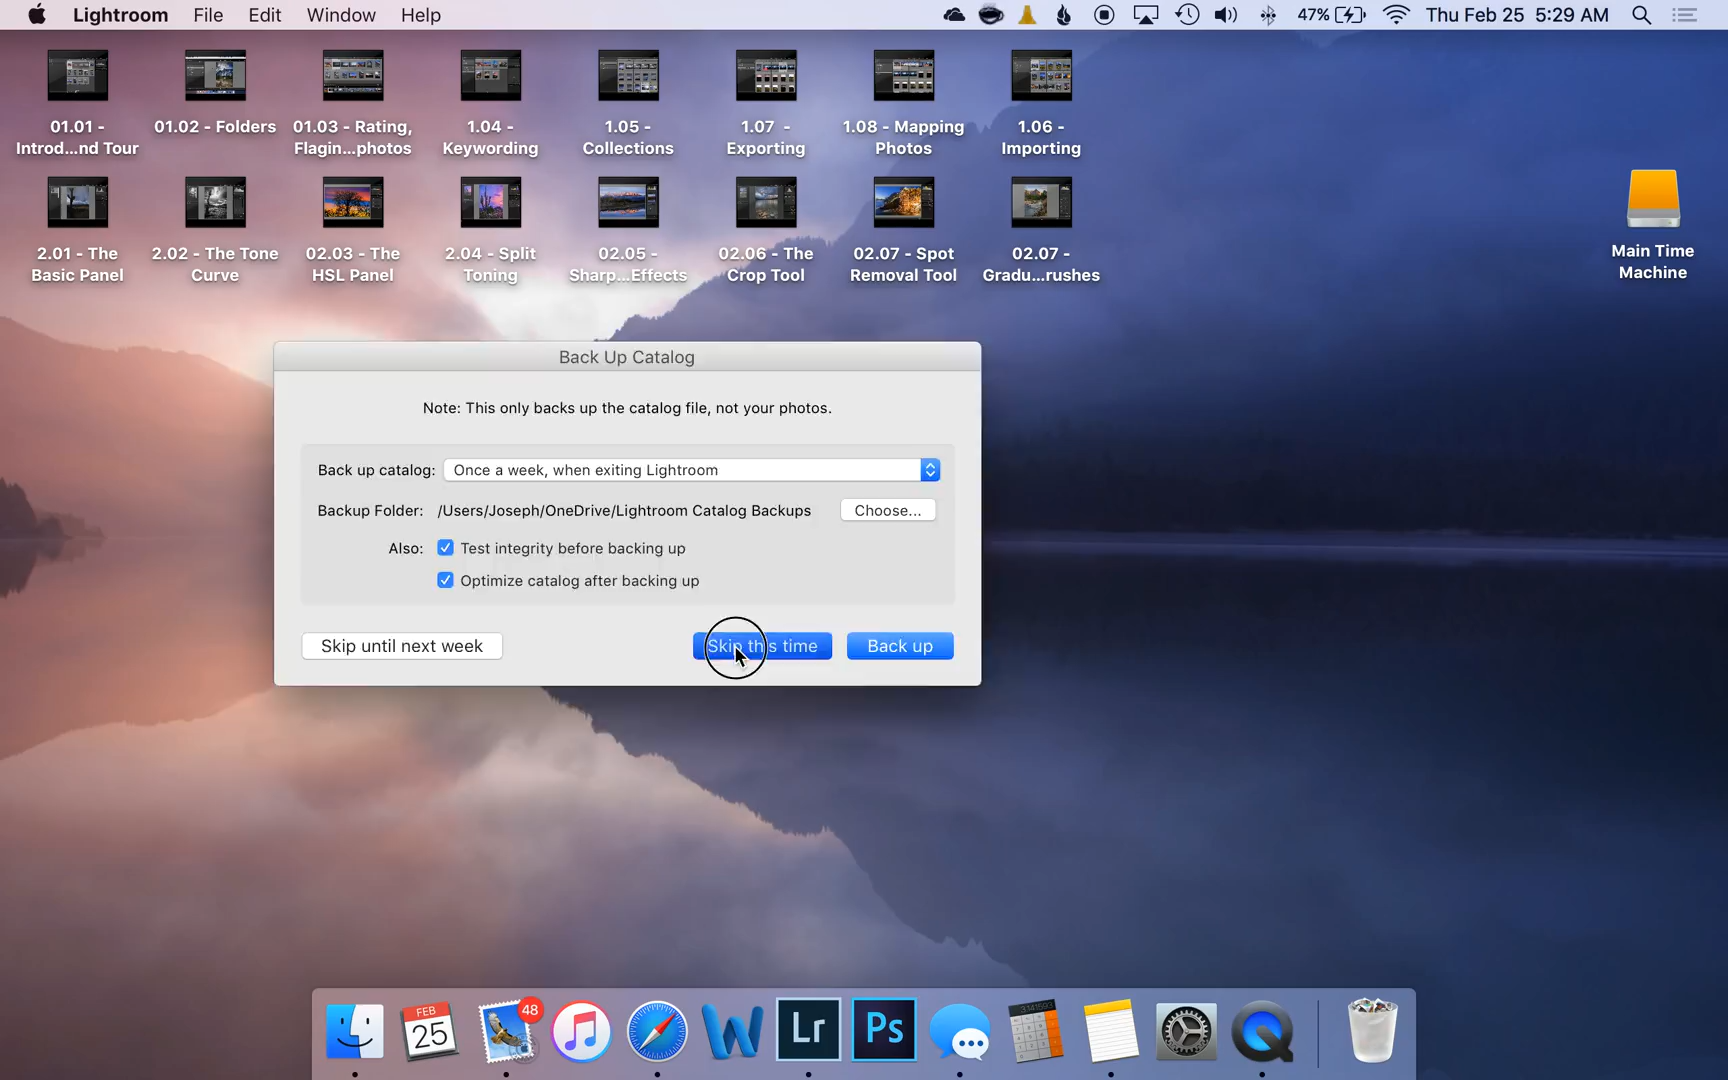 Lightroom File Edit Window Help 47% Thu Feb 25 5:29 AM
01.01 -
Introd...nd Tour
01.02 - Folders
01.03 - Rating,
Flagin...photos
1.04 -
Keywording
1.05 -
Collections
1.07 -
Exporting
1.08 - Mapping
Photos
1.06 -
Importing
2.01 - The
Basic Panel
2.02 - The Tone
Curve
02.03 - The
HSL Panel
2.04 - Split
Toning
02.05 -
Sharp...Effects
02.06 - The
Crop Tool
02.07 - Spot
Removal Tool
02.07 -
Gradu...rushes
Main Time
Machine
Back Up Catalog
Note: This only backs up the catalog file, not your photos.
Back up catalog: Once a week, when exiting Lightroom
Backup Folder: /Users/Joseph/OneDrive/Lightroom Catalog Backups Choose...
Also: Test integrity before backing up
Optimize catalog after backing up
Skip until next week Skip this time Back up
FEB
25
48
W
Lr
Ps
3.141593